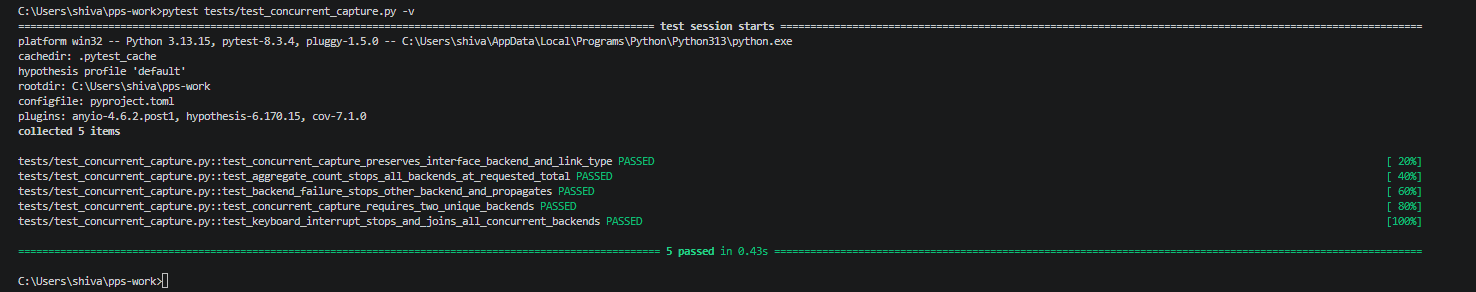 C:\Users\shiva\pps-work>pytest tests/test_concurrent_capture.py -v
============================= test session starts =============================
platform win32 -- Python 3.13.15, pytest-8.3.4, pluggy-1.5.0 -- C:\Users\shiva\AppData\Local\Programs\Python\Python313\python.exe
cachedir: .pytest_cache
hypothesis profile 'default'
rootdir: C:\Users\shiva\pps-work
configfile: pyproject.toml
plugins: anyio-4.6.2.post1, hypothesis-6.170.15, cov-7.1.0
collected 5 items
tests/test_concurrent_capture.py::test_concurrent_capture_preserves_interface_backend_and_link_type PASSED [ 20%]
tests/test_concurrent_capture.py::test_aggregate_count_stops_all_backends_at_requested_total PASSED [ 40%]
tests/test_concurrent_capture.py::test_backend_failure_stops_other_backend_and_propagates PASSED [ 60%]
tests/test_concurrent_capture.py::test_concurrent_capture_requires_two_unique_backends PASSED [ 80%]
tests/test_concurrent_capture.py::test_keyboard_interrupt_stops_and_joins_all_concurrent_backends PASSED [100%]
============================= 5 passed in 0.43s =============================
C:\Users\shiva\pps-work>